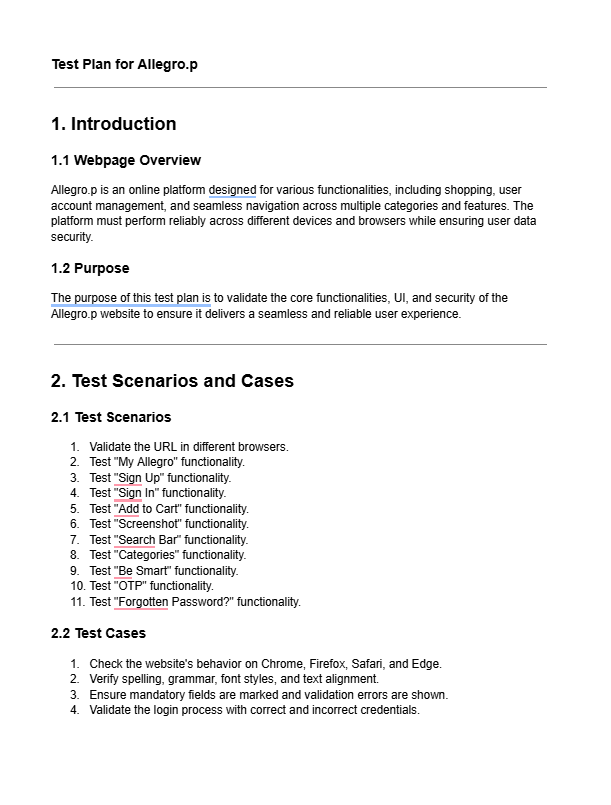 Test Plan for Allegro.p
1. Introduction
1.1 Webpage Overview
Allegro.p is an online platform designed for various functionalities, including shopping, user
account management, and seamless navigation across multiple categories and features. The
platform must perform reliably across different devices and browsers while ensuring user data
security.
1.2 Purpose
The purpose of this test plan is to validate the core functionalities, UI, and security of the
Allegro.p website to ensure it delivers a seamless and reliable user experience.
2. Test Scenarios and Cases
2.1 Test Scenarios
1. Validate the URL in different browsers.
2. Test "My Allegro" functionality.
3. Test "Sign Up" functionality.
4. Test "Sign In" functionality.
5. Test "Add to Cart" functionality.
6. Test "Screenshot" functionality.
7. Test "Search Bar" functionality.
8. Test "Categories" functionality.
9. Test "Be Smart" functionality.
10. Test "OTP" functionality.
11. Test "Forgotten Password?" functionality.
2.2 Test Cases
1. Check the website's behavior on Chrome, Firefox, Safari, and Edge.
2. Verify spelling, grammar, font styles, and text alignment.
3. Ensure mandatory fields are marked and validation errors are shown.
4. Validate the login process with correct and incorrect credentials.